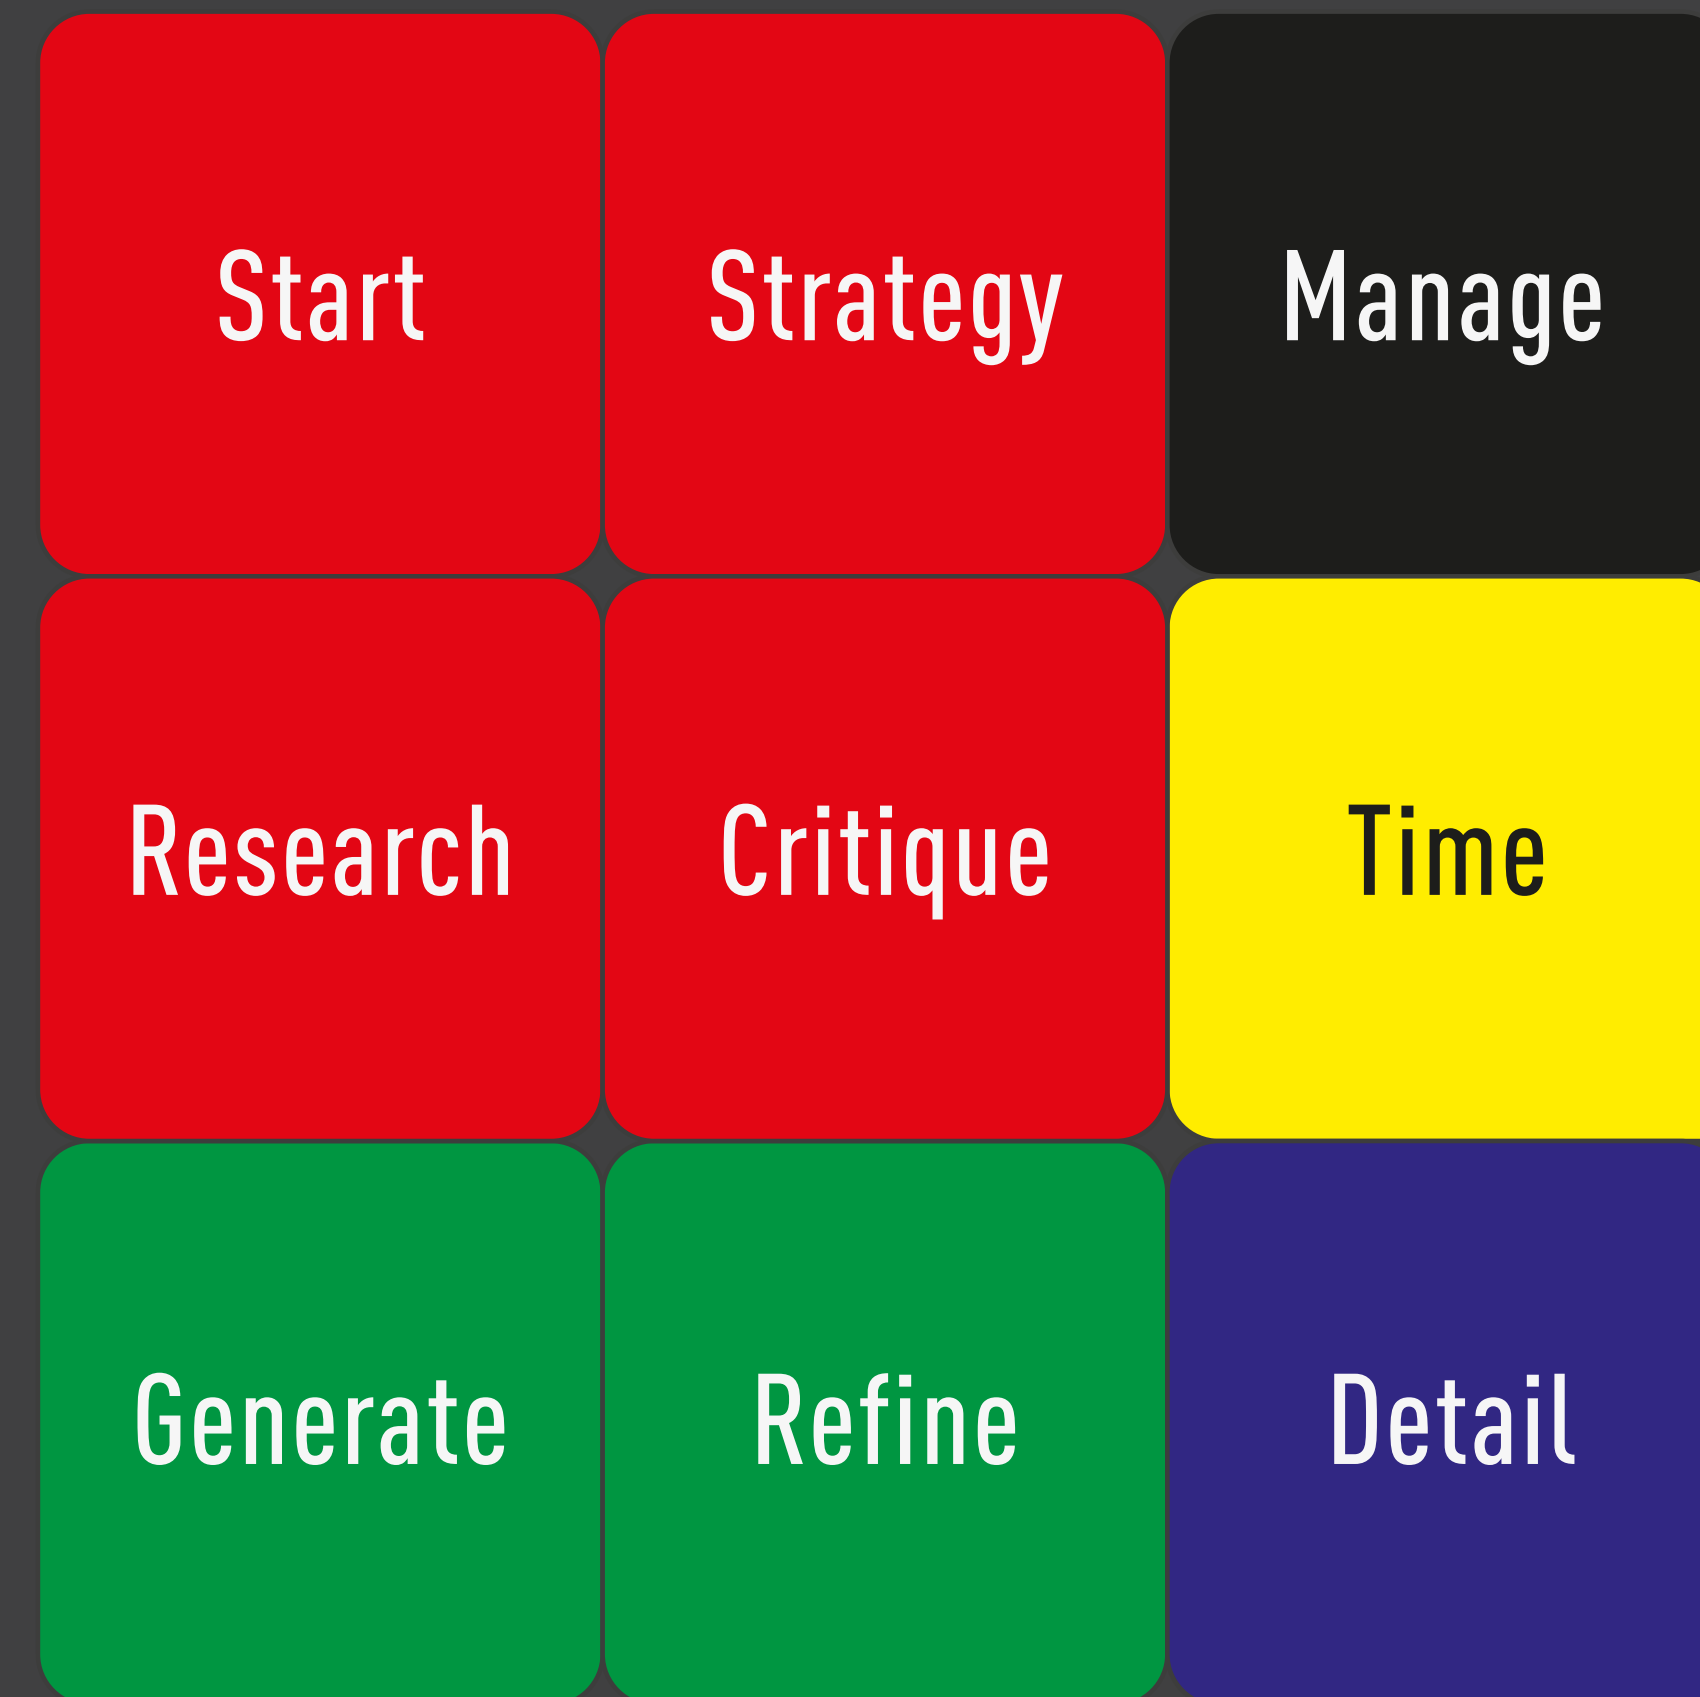 Start
Strategy
Manage
Research
Critique
Time
Generate
Refine
Detail